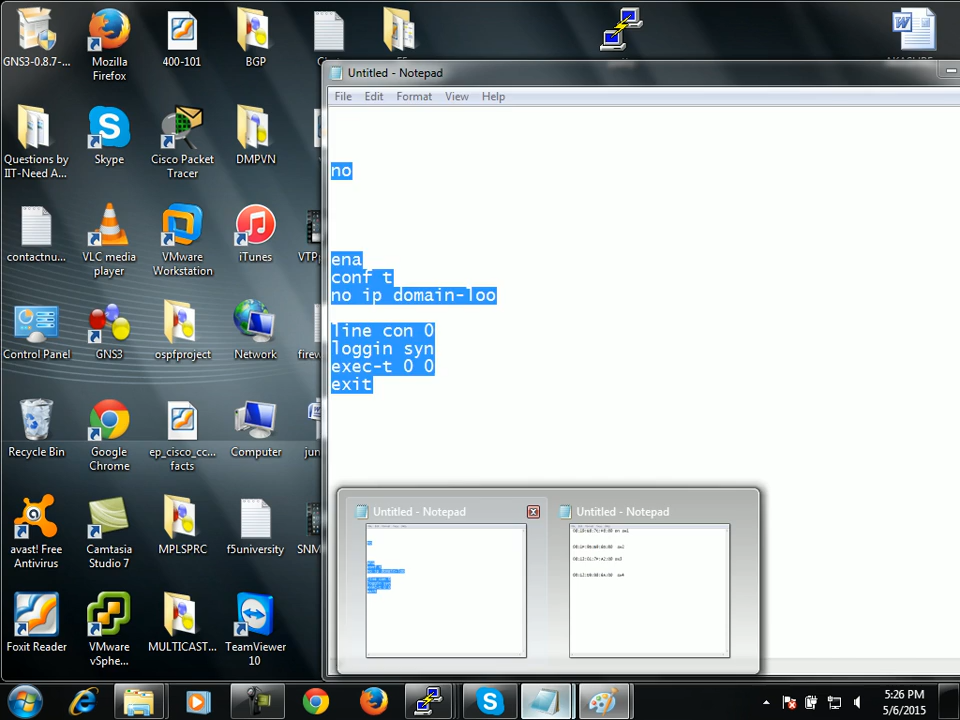 GNS3-0.8.7-...
Mozilla
Firefox
400-101
BGP
Untitled - Notepad
File Edit Format View Help
Questions by
IIT-Need A...
Skype
Cisco Packet
Tracer
DMPVN
no
contactnu...
VLC media
player
VMware
Workstation
iTunes
ena
conf t
no ip domain-loo
line con 0
loggin syn
exec-t 0 0
exit
Control Panel
GNS3
ospfproject
Network
Recycle Bin
Google
Chrome
ep_cisco_cc...
facts
Computer
avast! Free
Antivirus
Camtasia
Studio 7
MPLSPRC
f5university
Untitled - Notepad
Untitled - Notepad
Foxit Reader
VMware
vSphe...
MULTICAST...
TeamViewer
10
5:26 PM
5/6/2015